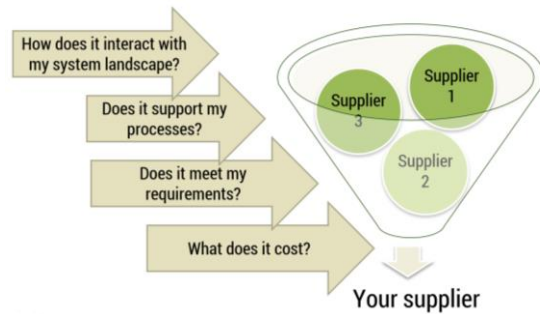 How does it interact with
my system landscape?
Does it support my
processes?
Does it meet my
requirements?
What does it cost?
Supplier
1
Supplier
3
Supplier
2
Your supplier